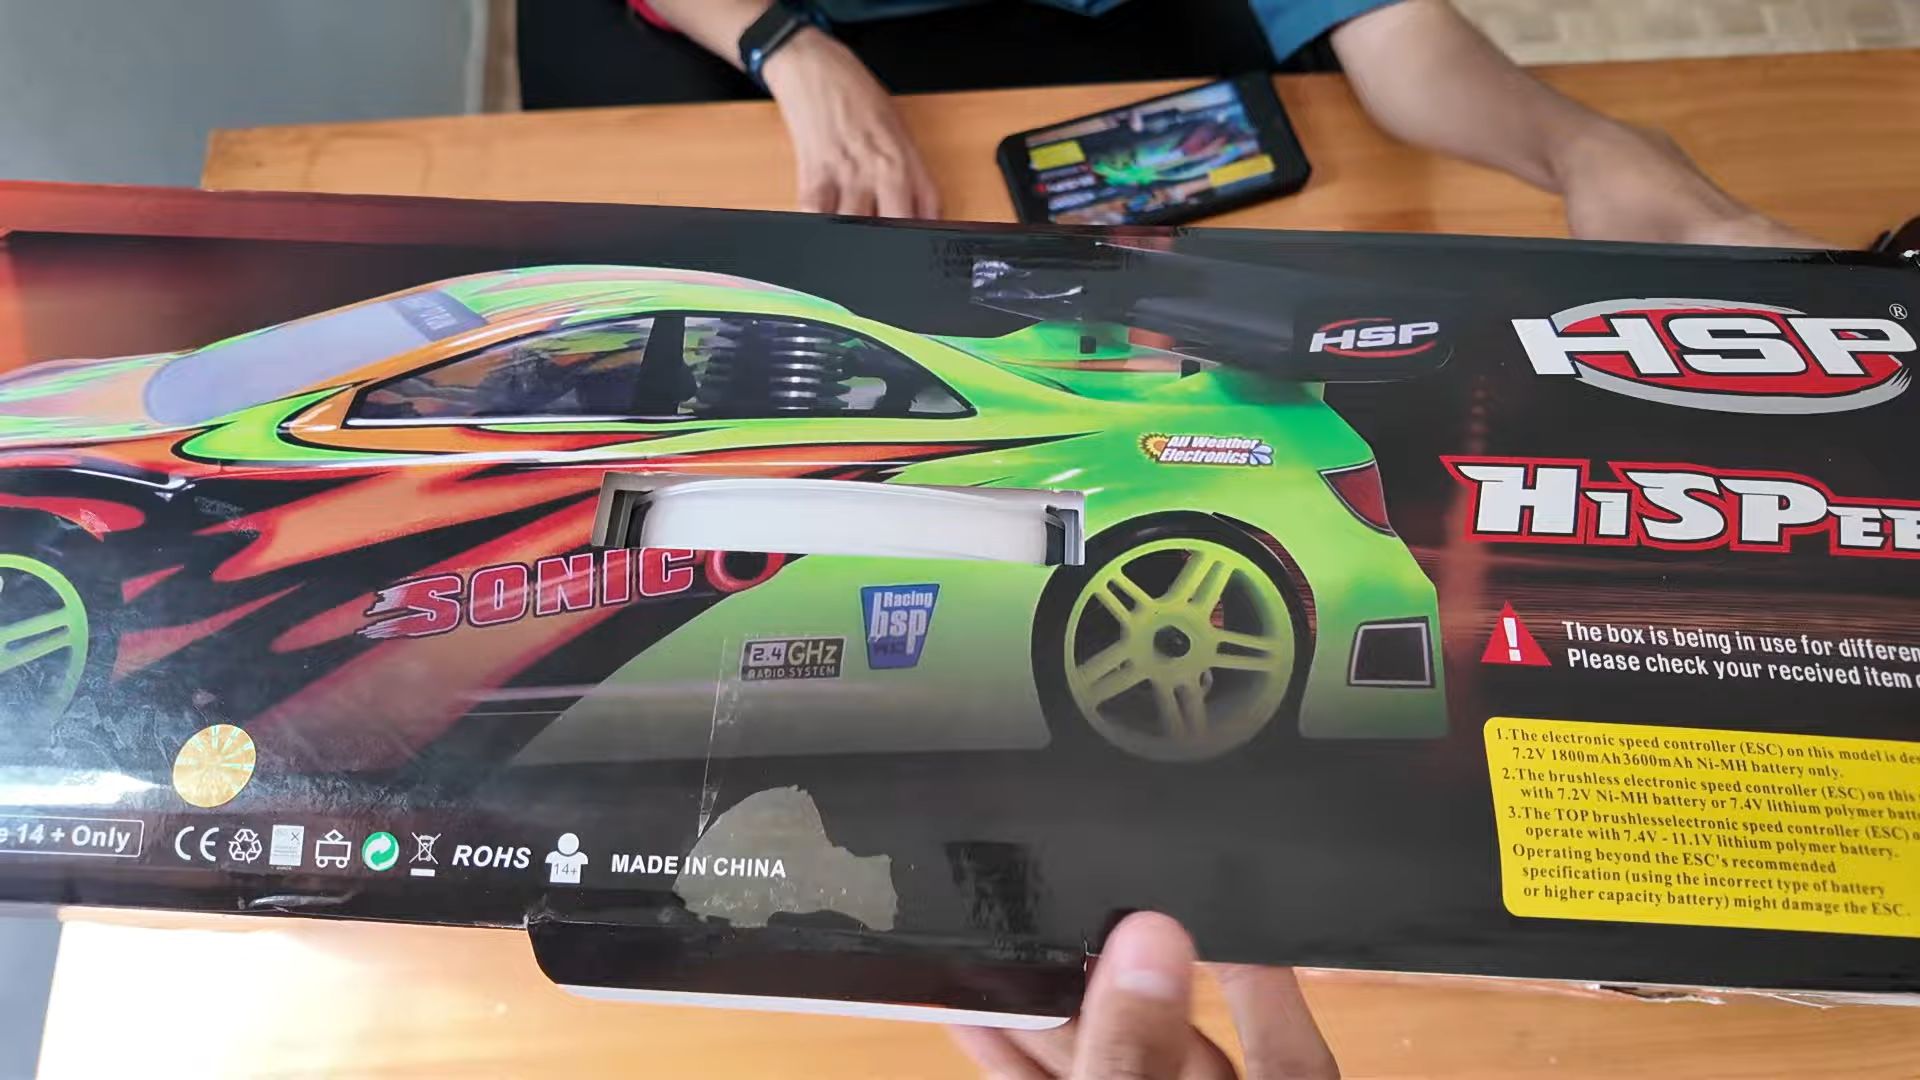 HSP
HSP®
HiSPee
All Weather
Electronics
SONIC
Racing
hsp
2.4 GHz
RADIO SYSTEM
The box is being in use for differen
Please check your received item
1.The electronic speed controller (ESC) on this model is des
7.2V 1800mAh3600mAh Ni-MH battery only.
2.The brushless electronic speed controller (ESC) on this
with 7.2V Ni-MH battery or 7.4V lithium polymer batt
3.The TOP brushlesselectronic speed controller (ESC)
operate with 7.4V - 11.1V lithium polymer battery.
Operating beyond the ESC's recommended
specification (using the incorrect type of battery
or higher capacity battery) might damage the ESC.
e 14 + Only
CE
ROHS
14+
MADE IN CHINA